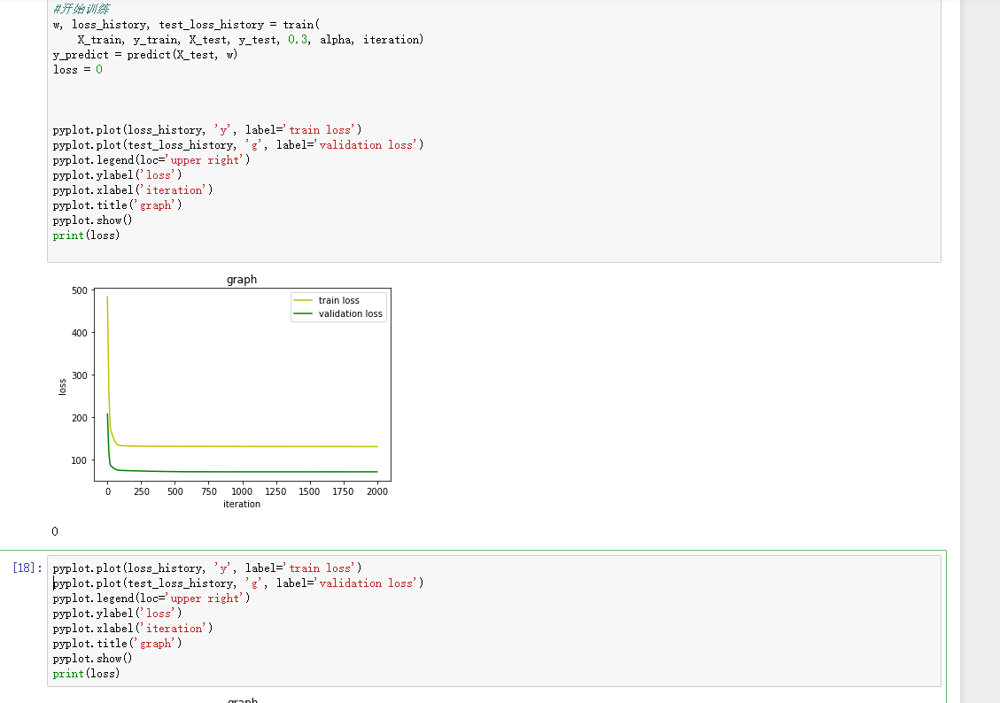 #开始训练
w, loss_history, test_loss_history = train(
    X_train, y_train, X_test, y_test, 0.3, alpha, iteration)
y_predict = predict(X_test, w)
loss = 0
pyplot.plot(loss_history, 'y', label='train loss')
pyplot.plot(test_loss_history, 'g', label='validation loss')
pyplot.legend(loc='upper right')
pyplot.ylabel('loss')
pyplot.xlabel('iteration')
pyplot.title('graph')
pyplot.show()
print(loss)
graph
train loss
validation loss
500
400
300
200
100
loss
0 250 500 750 1000 1250 1500 1750 2000
iteration
0
[18]:
pyplot.plot(loss_history, 'y', label='train loss')
pyplot.plot(test_loss_history, 'g', label='validation loss')
pyplot.legend(loc='upper right')
pyplot.ylabel('loss')
pyplot.xlabel('iteration')
pyplot.title('graph')
pyplot.show()
print(loss)
graph